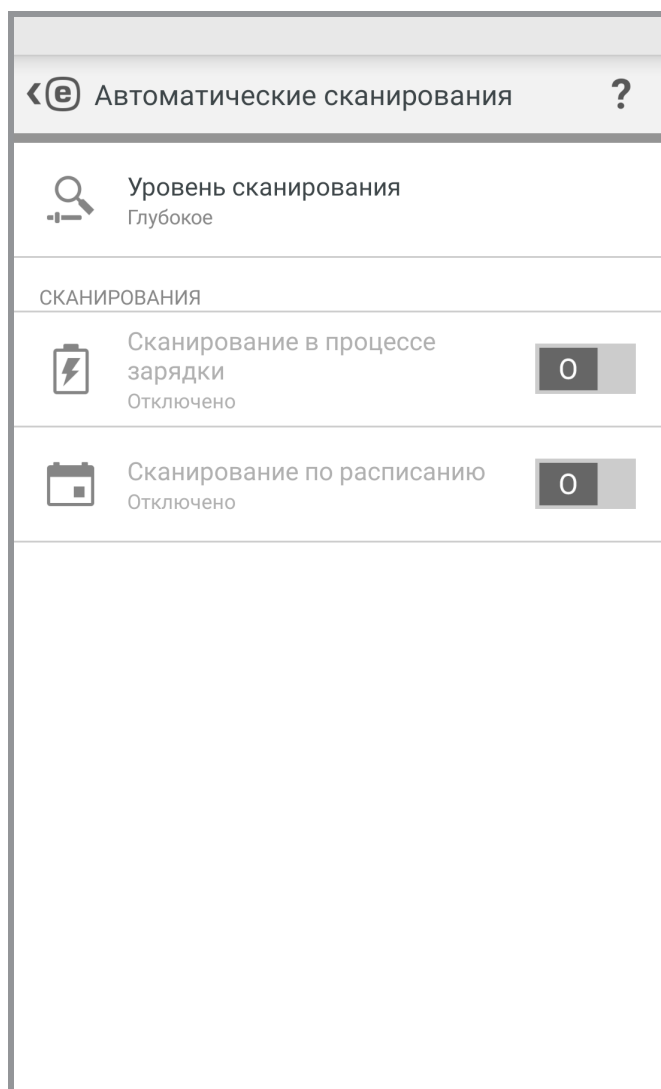 e Автоматические сканирования ?
Уровень сканирования
Глубокое
СКАНИРОВАНИЯ
Сканирование в процессе
зарядки
Отключено
O
Сканирование по расписанию
Отключено
O